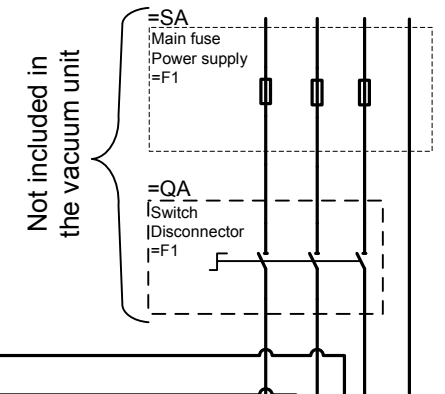 Not included in
the vacuum unit
=SA
Main fuse
Power supply
=F1
=QA
Switch
Disconnector
=F1